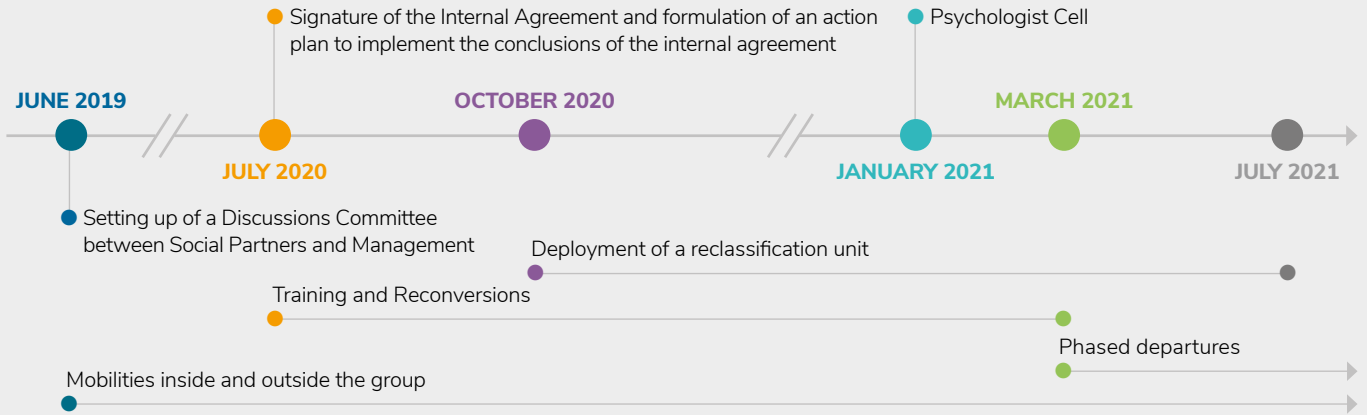 Signature of the Internal Agreement and formulation of an action
plan to implement the conclusions of the internal agreement
Psychologist Cell
JUNE 2019
OCTOBER 2020
MARCH 2021
JULY 2020
JANUARY 2021
JULY 2021
Setting up of a Discussions Committee
between Social Partners and Management
Deployment of a reclassification unit
Training and Reconversions
Phased departures
Mobilities inside and outside the group